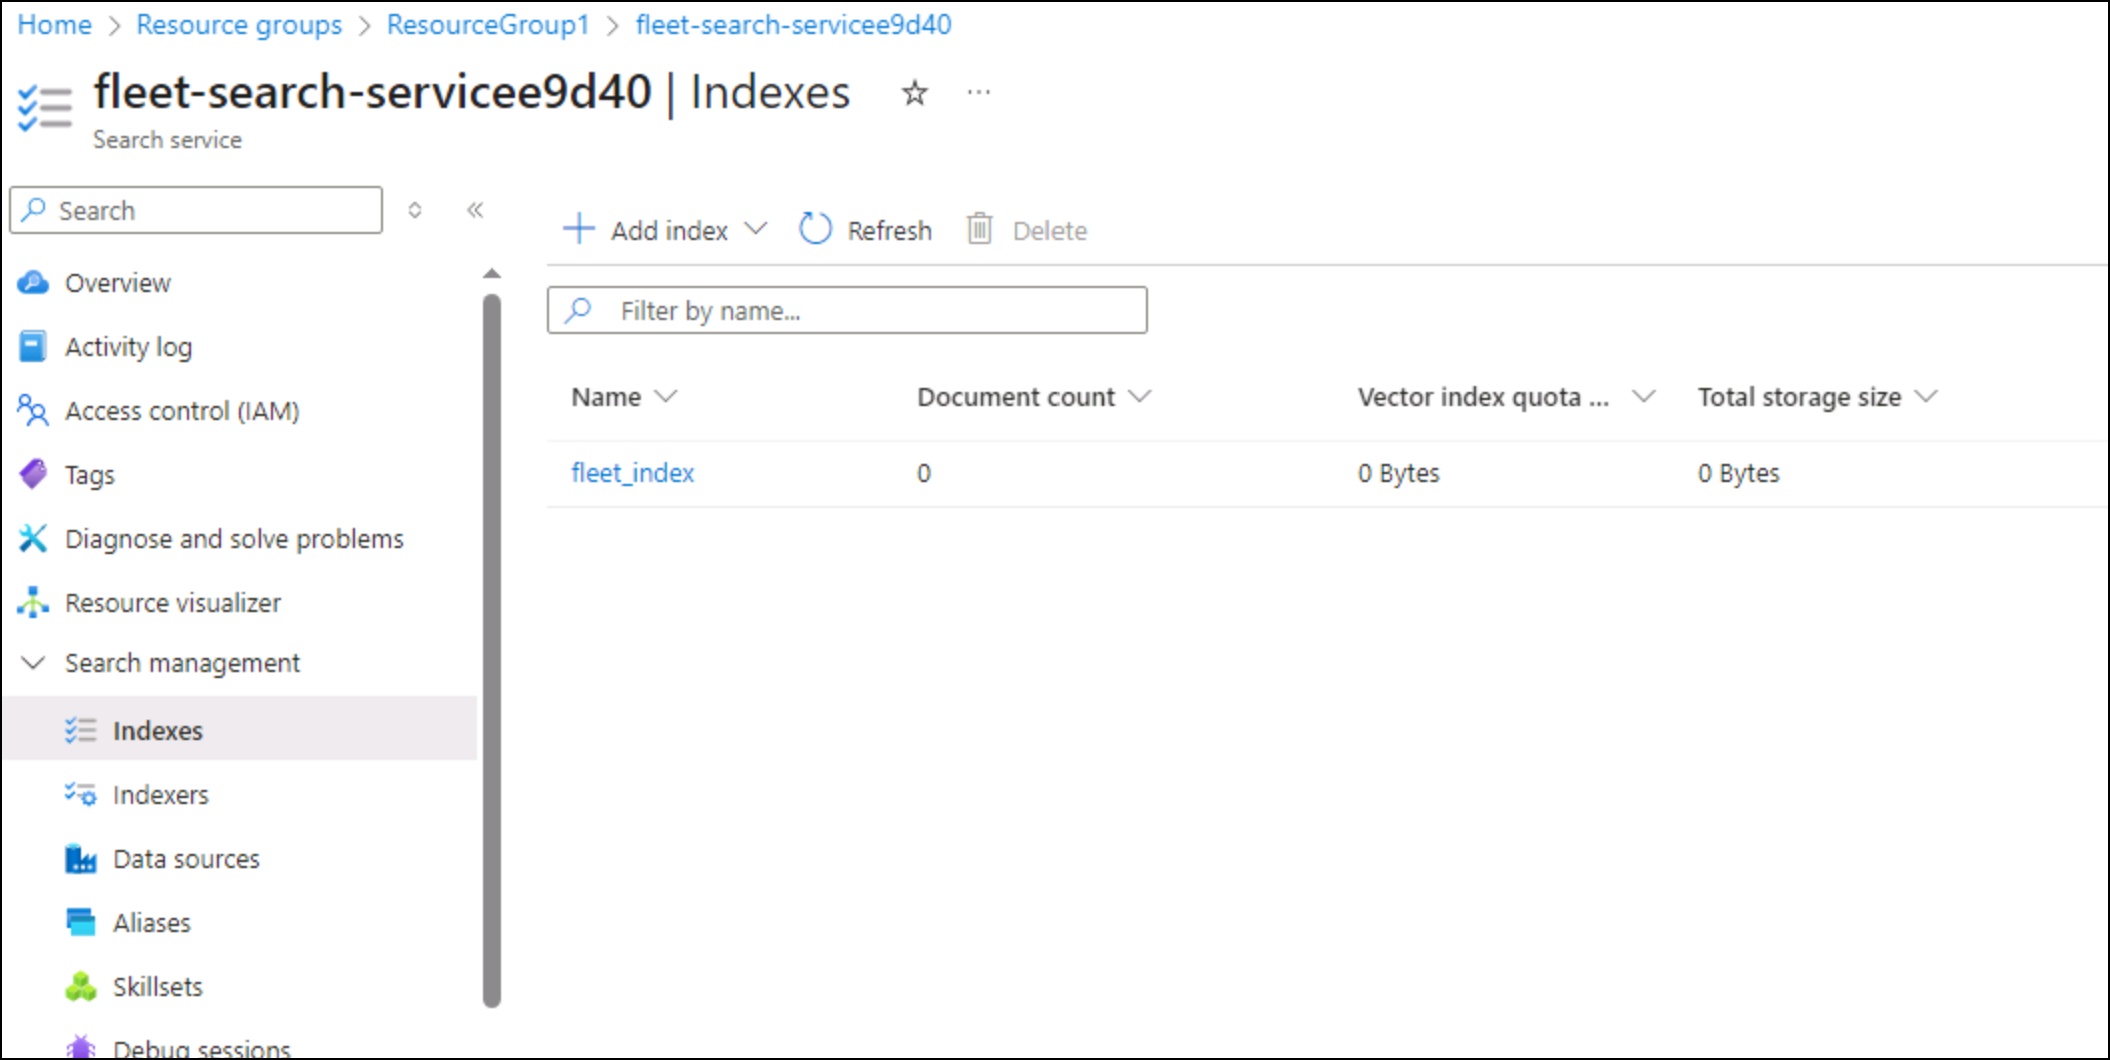 Home > Resource groups > ResourceGroup1 > fleet-search-servicee9d40
fleet-search-servicee9d40 | Indexes
Search service
Search
Overview
Activity log
Access control (IAM)
Tags
Diagnose and solve problems
Resource visualizer
Search management
Indexes
Indexers
Data sources
Aliases
Skillsets
Debug sessions
Add index Refresh Delete
Filter by name...
Name Document count Vector index quota ... Total storage size
fleet_index 0 0 Bytes 0 Bytes